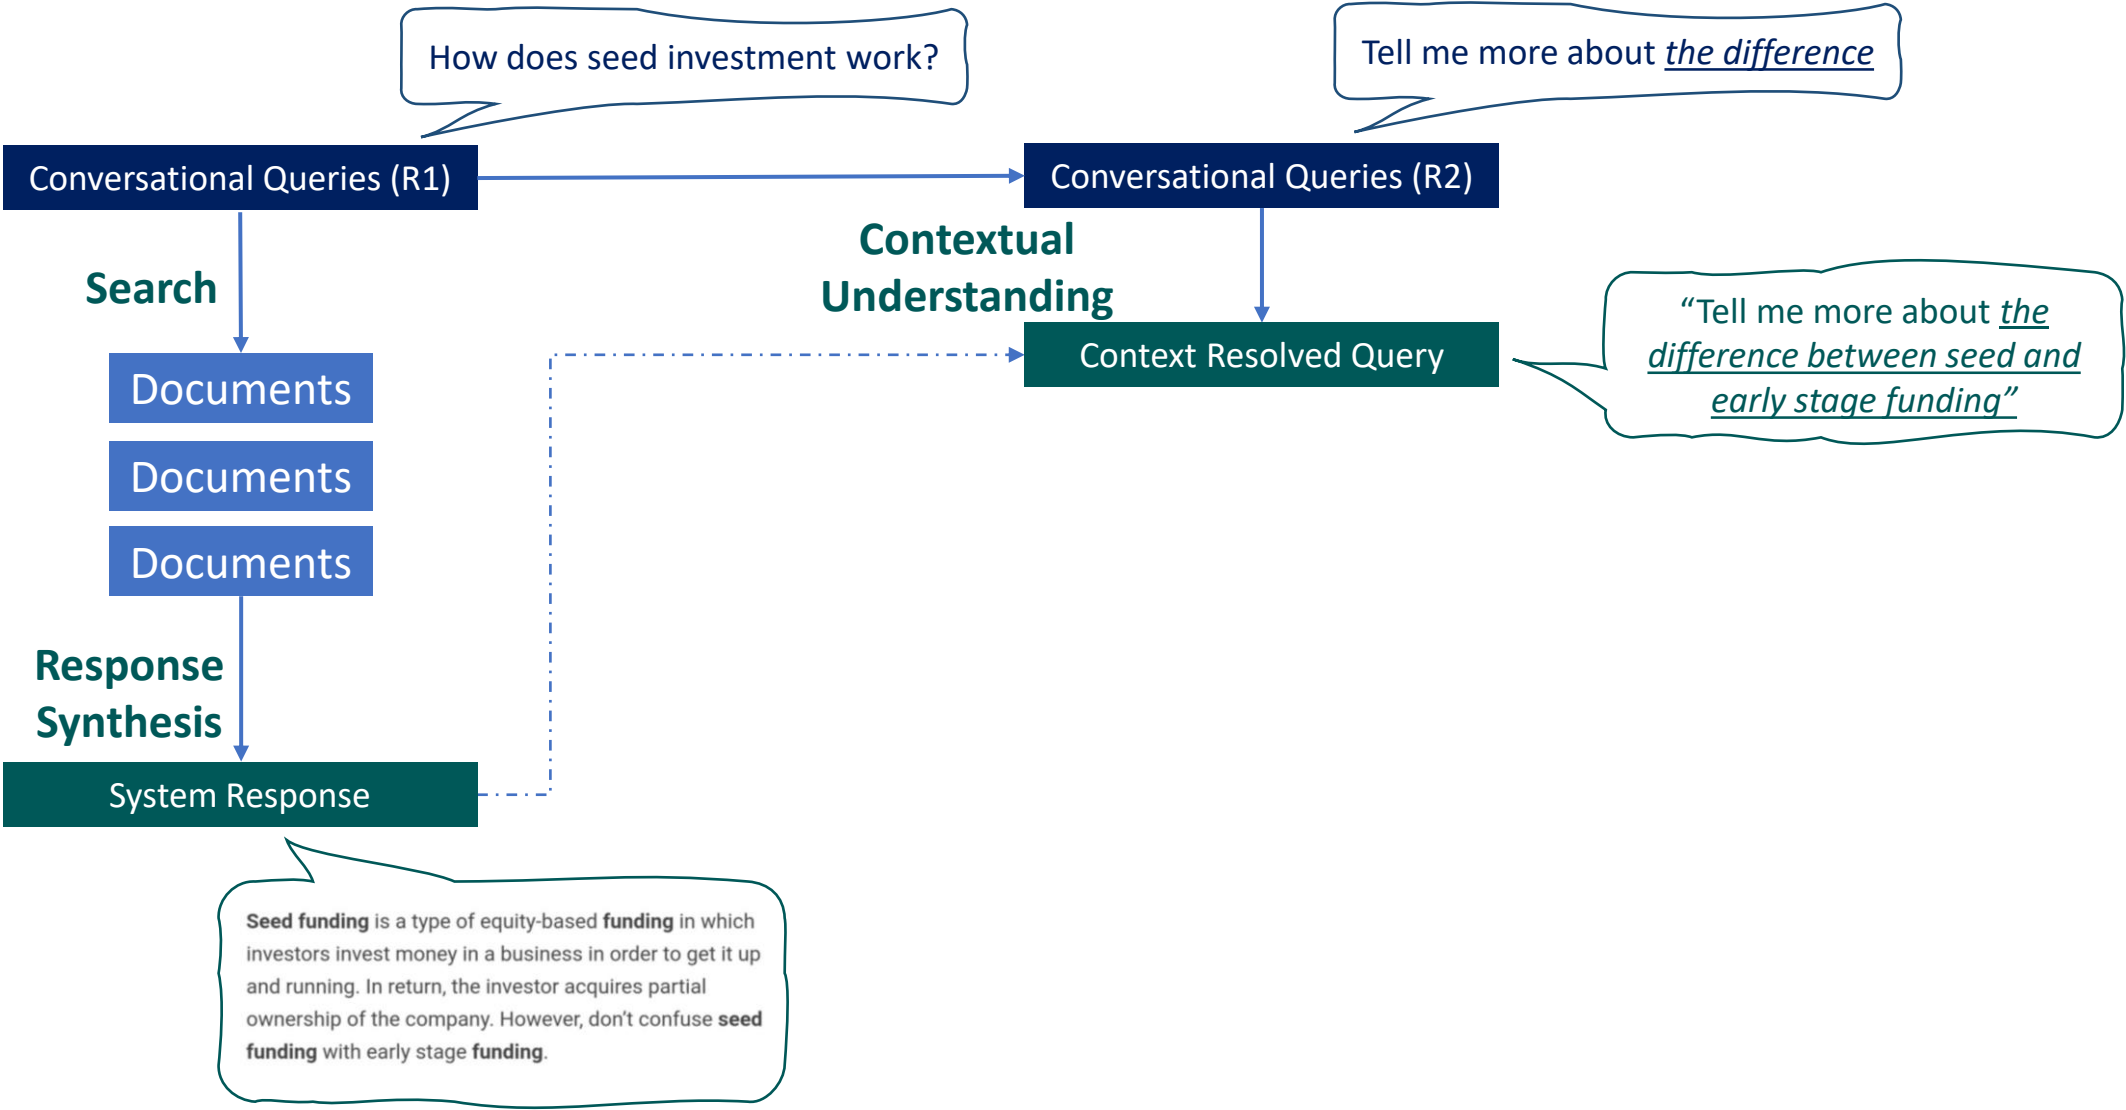 How does seed investment work?
Tell me more about the difference
Conversational Queries (R1)
Conversational Queries (R2)
Search
Contextual
Understanding
Documents
Documents
Documents
Context Resolved Query
“Tell me more about the
difference between seed and
early stage funding”
Response
Synthesis
System Response
Seed funding is a type of equity-based funding in which
investors invest money in a business in order to get it up
and running. In return, the investor acquires partial
ownership of the company. However, don’t confuse seed
funding with early stage funding.